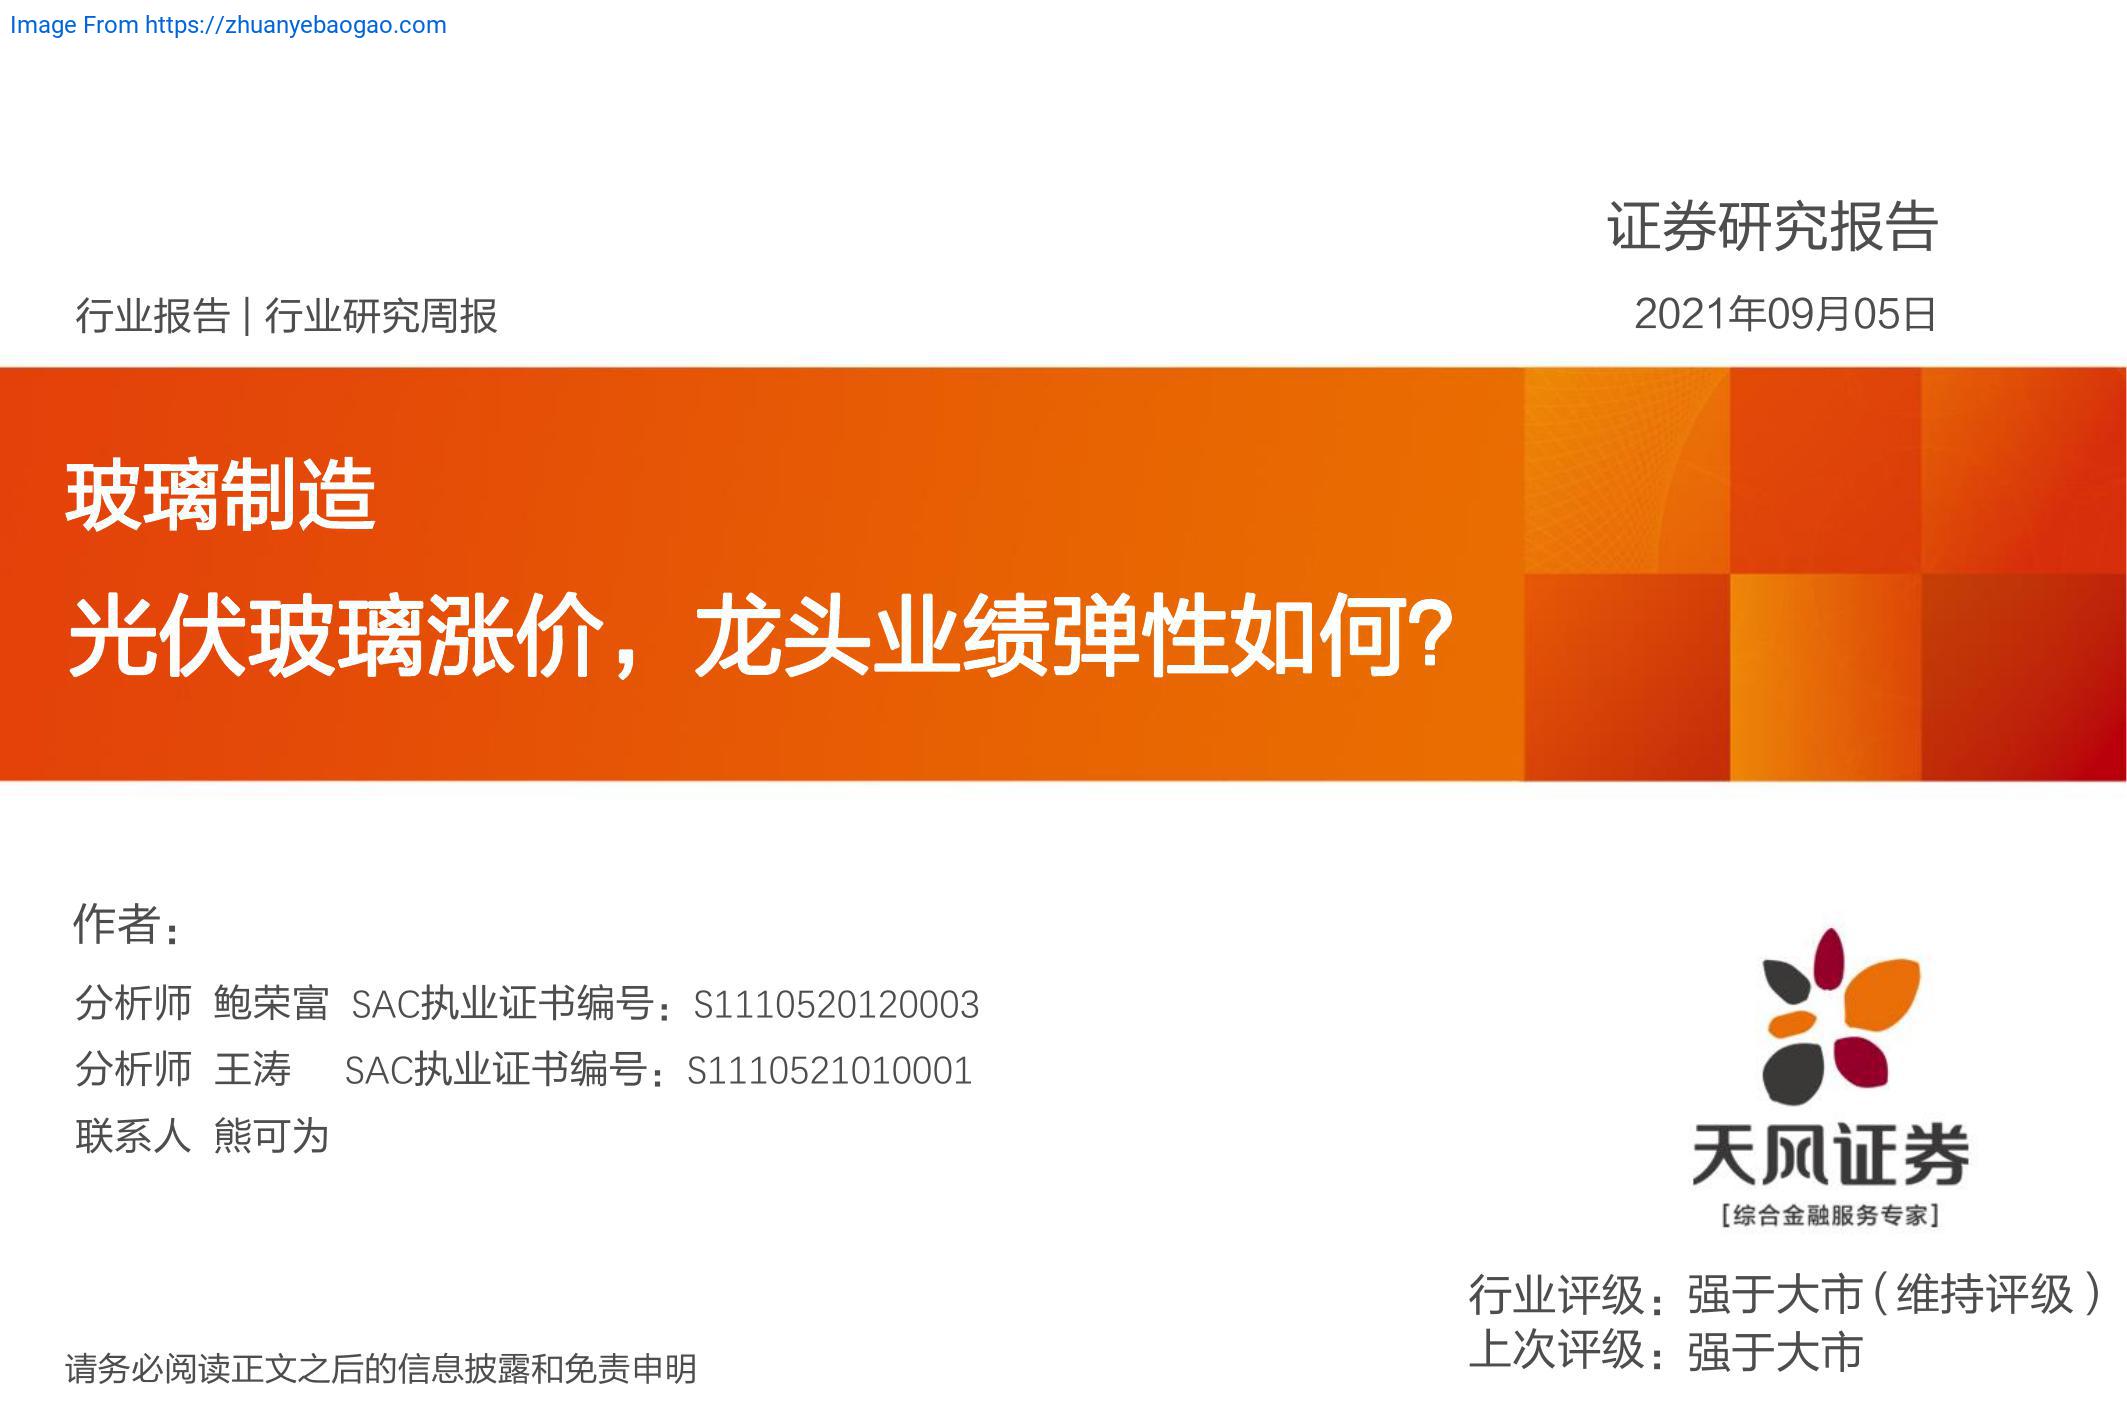 Image From https://zhuanyebaogao.com
证券研究报告
行业报告 | 行业研究周报
2021年09月05日
玻璃制造
光伏玻璃涨价，龙头业绩弹性如何？
作者：
分析师 鲍荣富 SAC执业证书编号：S1110520120003
分析师 王涛 SAC执业证书编号：S1110521010001
联系人 熊可为
天风证券
[综合金融服务专家]
行业评级：强于大市（维持评级）
上次评级：强于大市
请务必阅读正文之后的信息披露和免责申明